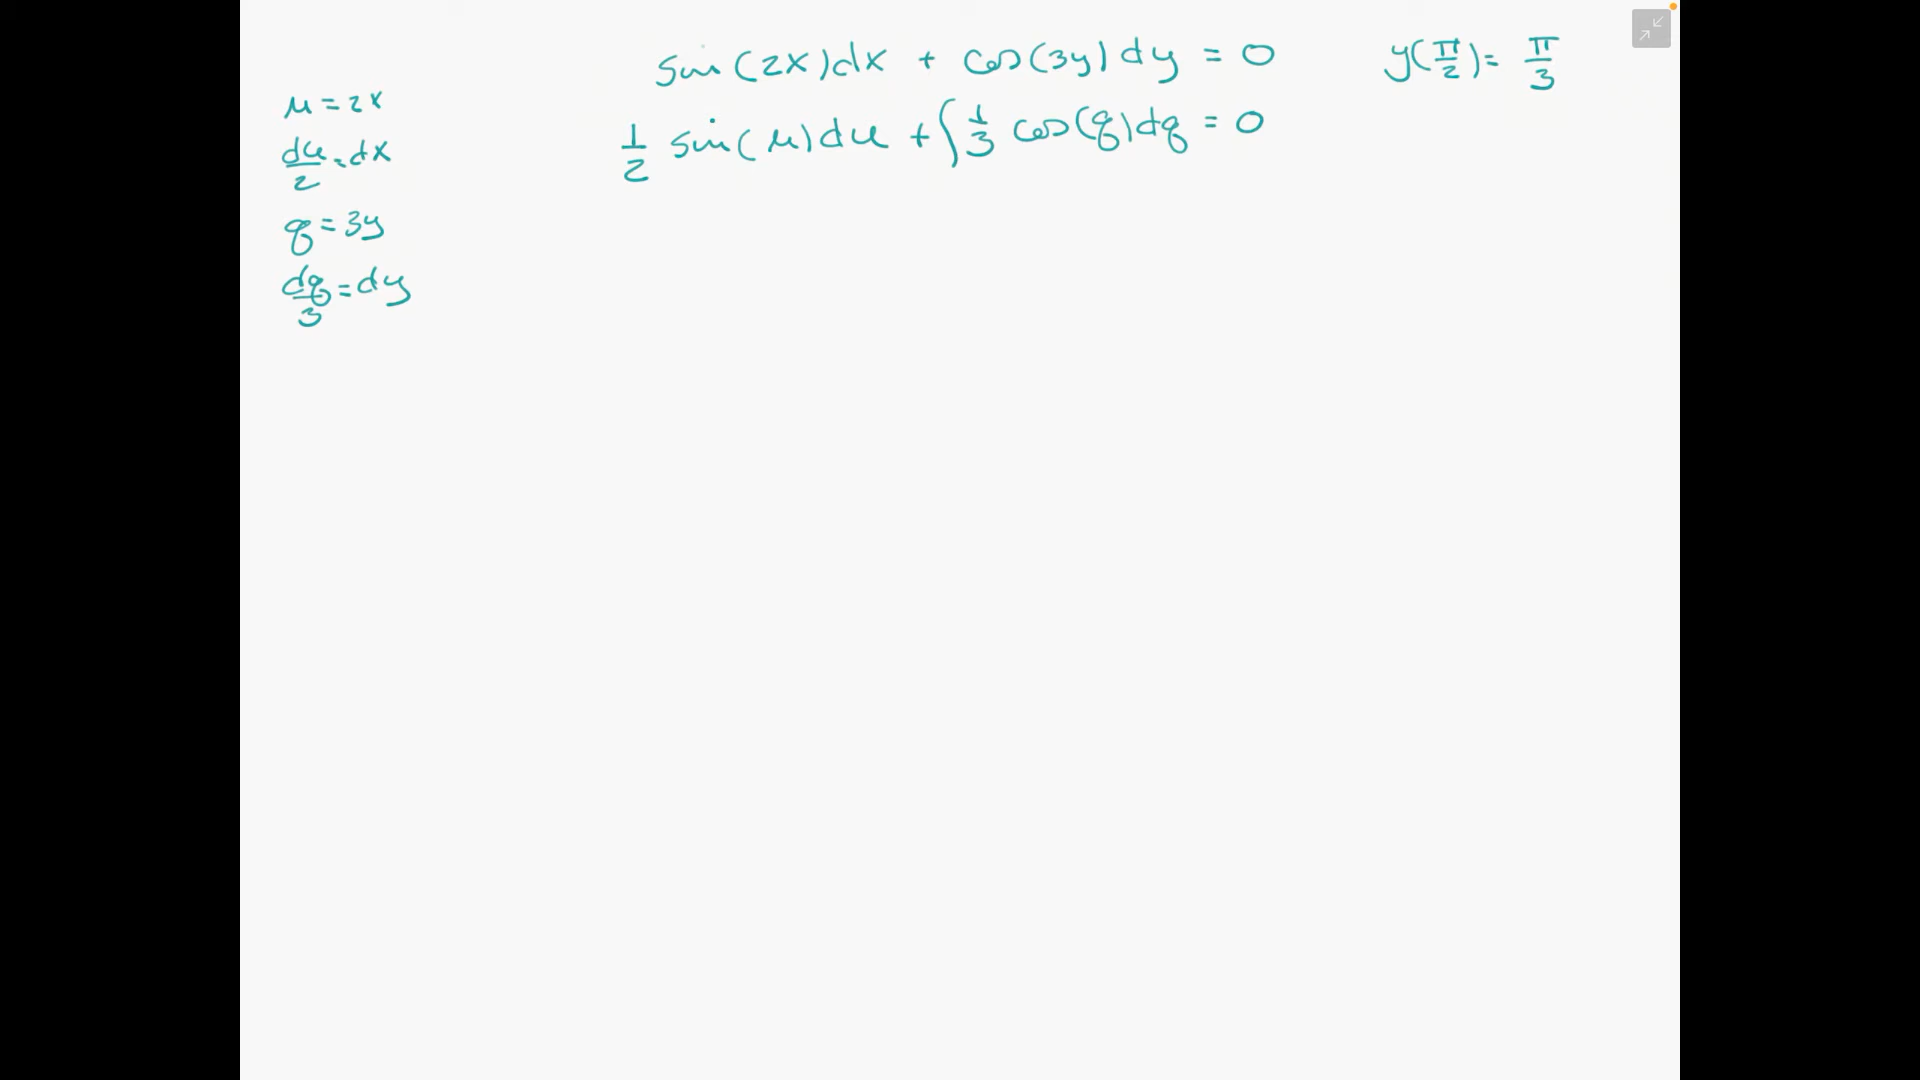 sin(2x)dx + cos(3y)dy = 0 y(π/2) = π/3
u = 2x
1/2 sin(u)du + ∫ 1/3 cos(q)dq = 0
du/2 = dx
q = 3y
dq/3 = dy